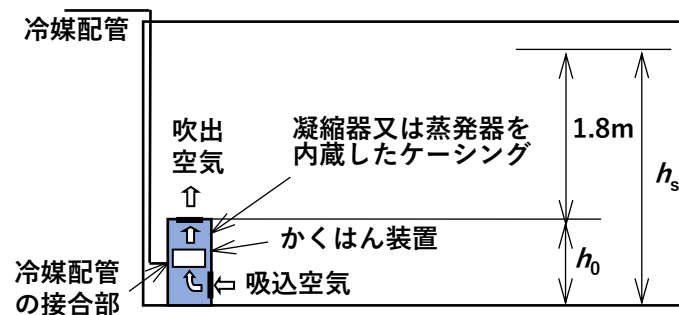 冷媒配管
吹出
空気
凝縮器又は蒸発器を
内蔵したケーシング
1.8m
hs
かくはん装置
h0
冷媒配管
の接合部
吸込空気